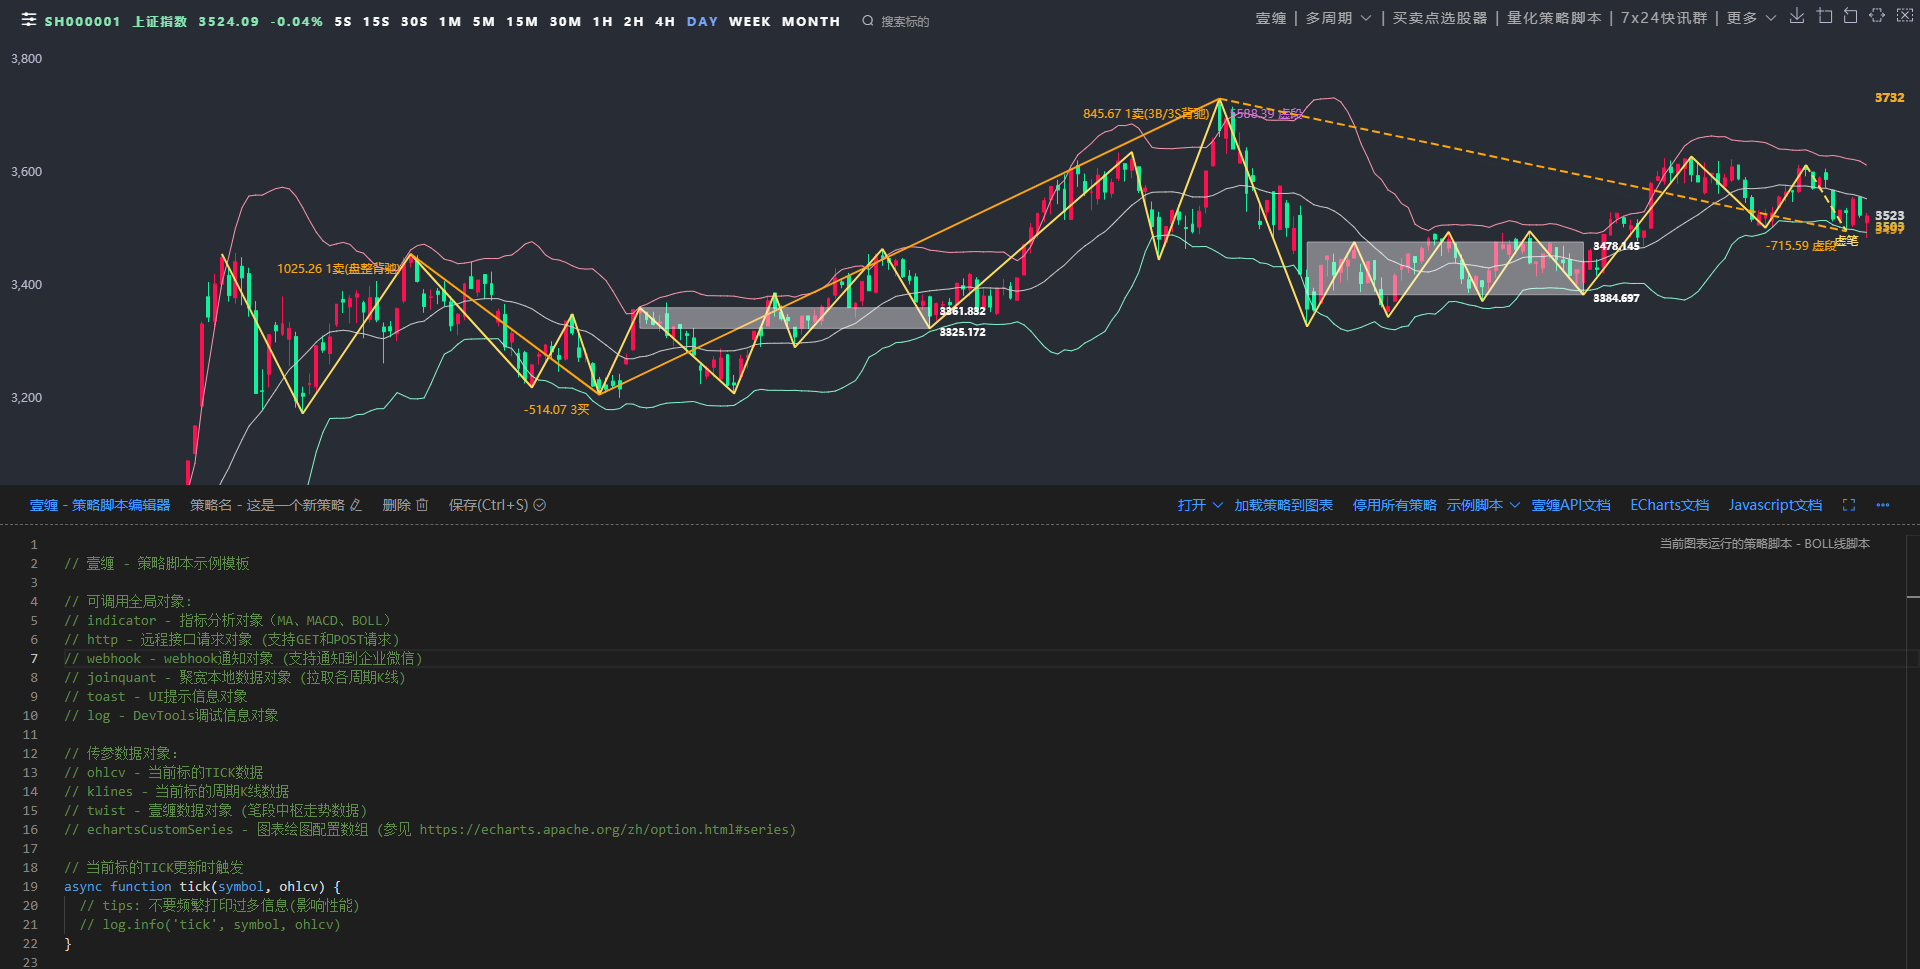 SH000001 上证指数 3524.09 -0.04% 5S 15S 30S 1M 5M 15M 30M 1H 2H 4H DAY WEEK MONTH 搜索标的
壹缠 | 多周期 | 买卖点选股器 | 量化策略脚本 | 7x24快讯群 | 更多
3,800
3732
845.67 1卖(3B/3S背驰)
588.39 虚段
3,600
3523
3503
3497
-715.59 虚段
虚笔
3478.145
1025.26 1卖(盘整背驰)
3,400
3384.697
3361.832
3325.172
3,200
-514.07 3买
壹缠 - 策略脚本编辑器 策略名 - 这是一个新策略 删除 保存(Ctrl+S)
打开 加载策略到图表 停用所有策略 示例脚本 壹缠API文档 ECharts文档 Javascript文档
当前图表运行的策略脚本 - BOLL线脚本
1
2 // 壹缠 - 策略脚本示例模板
3
4 // 可调用全局对象:
5 // indicator - 指标分析对象（MA、MACD、BOLL）
6 // http - 远程接口请求对象 (支持GET和POST请求)
7 // webhook - webhook通知对象 (支持通知到企业微信)
8 // joinquant - 聚宽本地数据对象 (拉取各周期K线)
9 // toast - UI提示信息对象
10 // log - DevTools调试信息对象
11
12 // 传参数据对象:
13 // ohlcv - 当前标的TICK数据
14 // klines - 当前标的周期K线数据
15 // twist - 壹缠数据对象 (笔段中枢走势数据)
16 // echartsCustomSeries - 图表绘图配置数组 (参见 https://echarts.apache.org/zh/option.html#series)
17
18 // 当前标的TICK更新时触发
19 async function tick(symbol, ohlcv) {
20 // tips: 不要频繁打印过多信息(影响性能)
21 // log.info('tick', symbol, ohlcv)
22 }
23